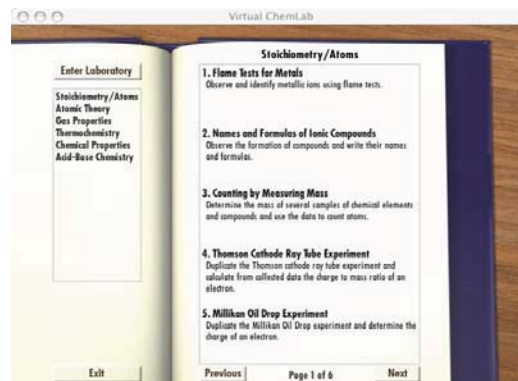 Virtual ChemLab
Enter Laboratory
Stoichiometry/Atoms
Atomic Theory
Gas Properties
Thermochemistry
Chemical Properties
Acid-Base Chemistry
Exit
Stoichiometry/Atoms
1. Flame Tests for Metals
Observe and identify metallic ions using flame tests.
2. Names and Formulas of Ionic Compounds
Observe the formation of compounds and write their names
and formulas.
3. Counting by Measuring Mass
Determine the mass of several samples of chemical elements
and compounds and use the data to count atoms.
4. Thomson Cathode Ray Tube Experiment
Duplicate the Thomson cathode ray tube experiment and
calculate from collected data the charge to mass ratio of an
electron.
5. Millikan Oil Drop Experiment
Duplicate the Millikan Oil Drop experiment and determine the
charge of an electron.
Previous
Page 1 of 6
Next